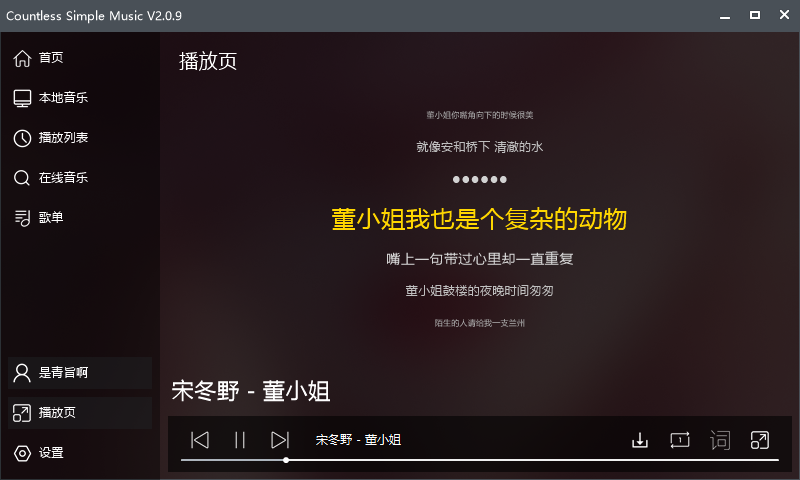 Countless Simple Music V2.0.9
首页
本地音乐
播放列表
在线音乐
歌单
是青旨啊
播放页
设置
播放页
董小姐你嘴角向下的时候很美
就像安和桥下 清澈的水
●●●●●●
董小姐我也是个复杂的动物
嘴上一句带过心里却一直重复
董小姐鼓楼的夜晚时间匆匆
陌生的人请给我一支兰州
宋冬野 - 董小姐
宋冬野 - 董小姐
1
词